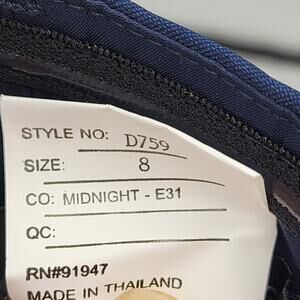 STYLE NO: D759
SIZE: 8
CO: MIDNIGHT - E31
QC:
RN#91947
MADE IN THAILAND